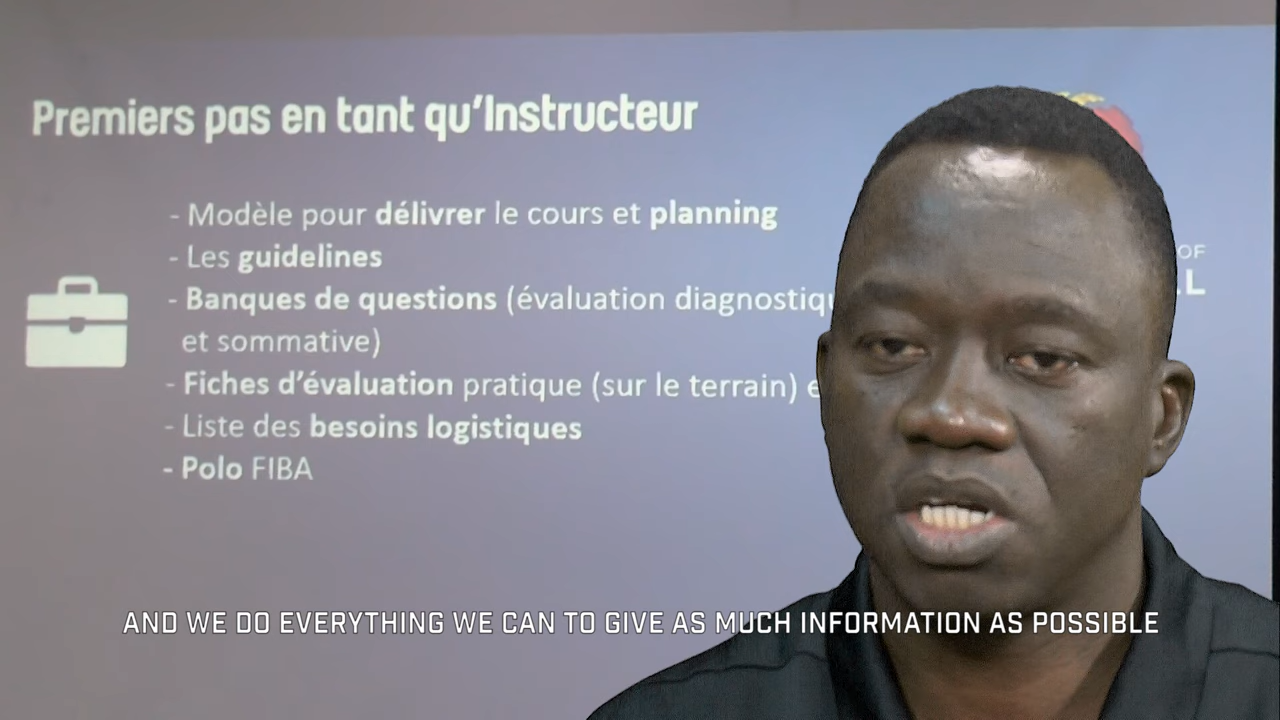 Premiers pas en tant qu'Instructeur
- Modèle pour délivrer le cours et planning
- Les guidelines
- Banques de questions (évaluation
et sommative)
- Fiches d'évaluation pratique (sur le terrain)
- Liste des besoins logistiques
- Polo FIBA
OF
AND WE DO EVERYTHING WE CAN TO GIVE AS MUCH INFORMATION AS POSSIBLE